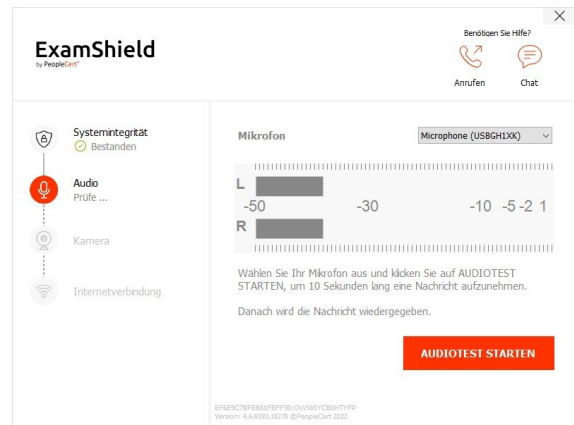 Benötigen Sie Hilfe?
ExamShield
by PeopleCert
Anrufen
Chat
Systemintegrität
Bestanden
Audio
Prüfe ...
Kamera
Internetverbindung
Mikrofon
Microphone (USBGH1XK)
L
-50 -30 -10 -5 -2 1
R
Wählen Sie Ihr Mikrofon aus und klicken Sie auf AUDIOTEST
STARTEN, um 10 Sekunden lang eine Nachricht aufzunehmen.
Danach wird die Nachricht wiedergegeben.
AUDIOTEST STARTEN
Version: 4.6.8193.18278 ©PeopleCert 2022